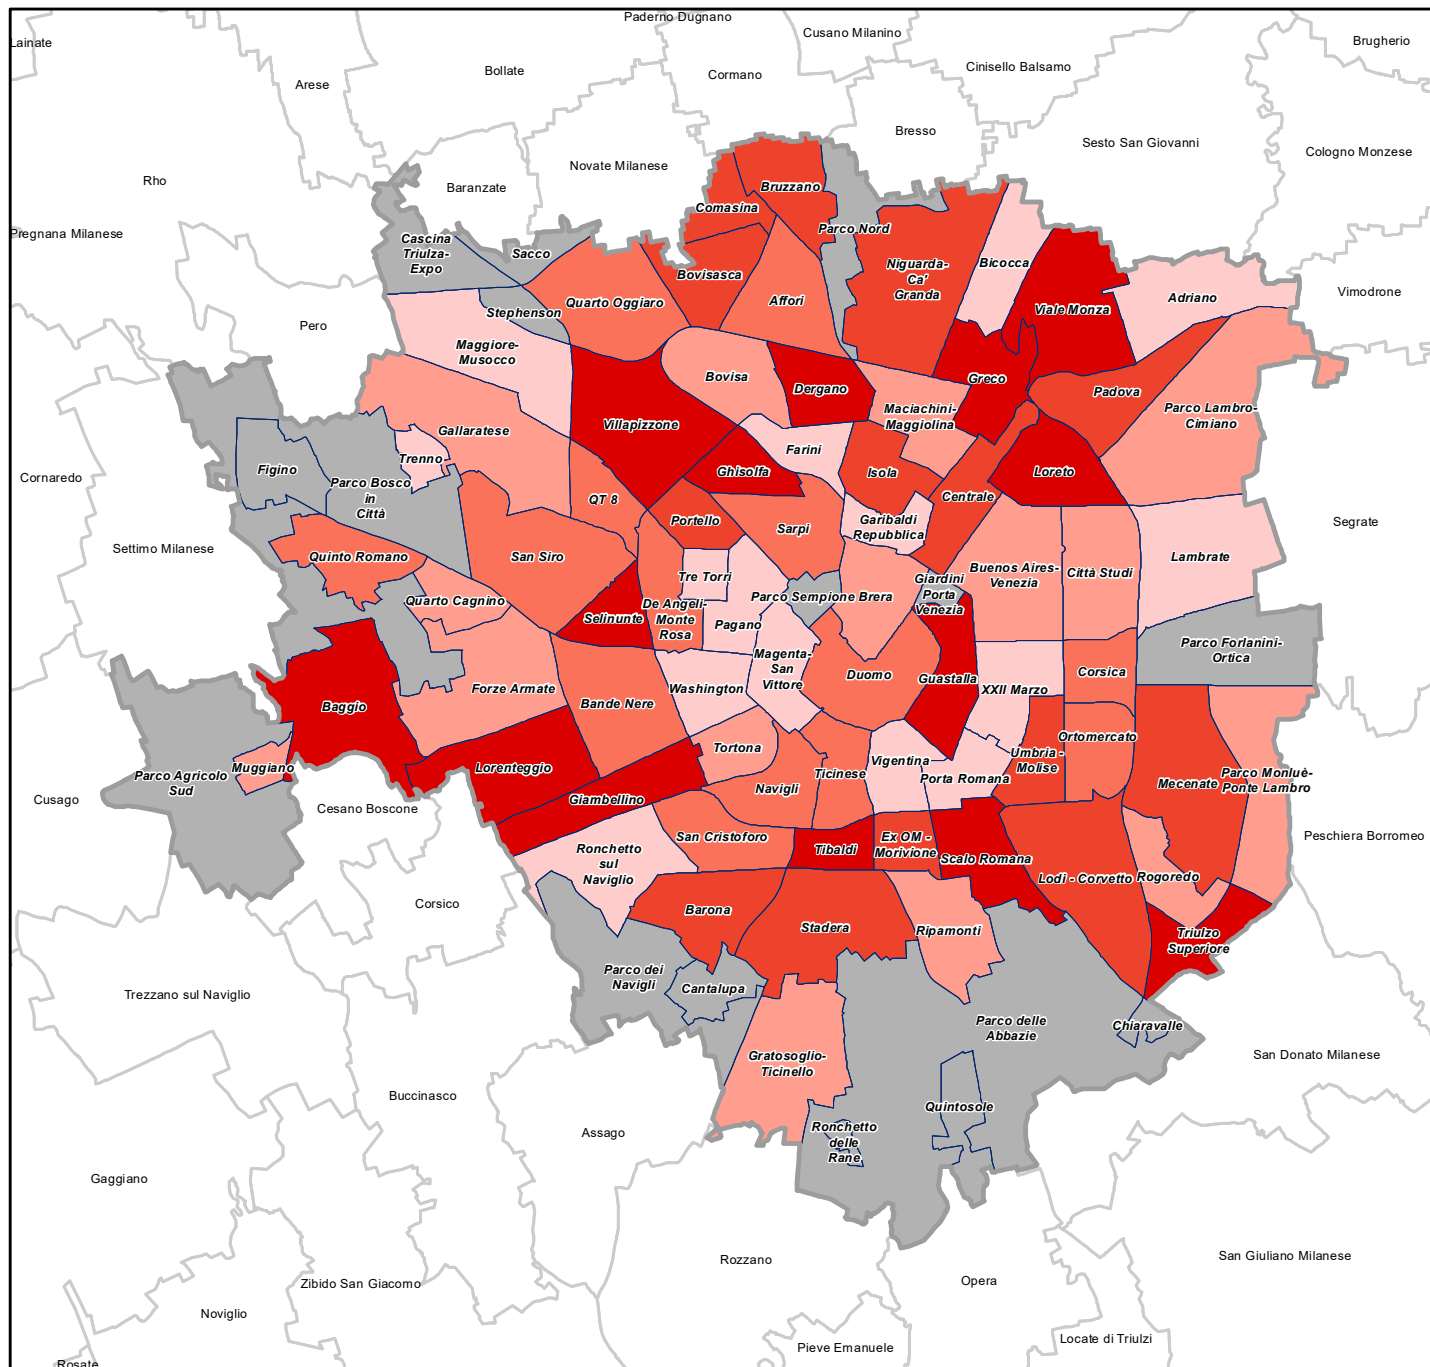 Paderno Dugnano
Cusano Milanino
Brugherio
Lainate
Bollate
Cormano
Cinisello Balsamo
Arese
Bresso
Sesto San Giovanni
Cologno Monzese
Novate Milanese
Rho
Baranzate
Bruzzano
Comasina
Parco Nord
Pregnana Milanese
Cascina
Triulza-
Expo
Sacco
Bovisasca
Niguarda-
Ca'
Granda
Bicocca
Vimodrone
Adriano
Quarto Oggiaro
Affori
Viale Monza
Stephenson
Pero
Maggiore-
Musocco
Bovisa
Dergano
Greco
Padova
Maciachini-
Maggiolina
Parco Lambro-
Cimiano
Villapizzone
Gallaratese
Farini
Trenno
Figino
Ghisolfa
Isola
Loreto
Cornaredo
Parco Bosco
in
Città
QT 8
Centrale
Portello
Sarpi
Garibaldi
Repubblica
Segrate
Settimo Milanese
Quinto Romano
San Siro
Lambrate
Buenos Aires-
Venezia
Città Studi
Tre Torri
Giardini
Porta
Venezia
Parco Sempione
Brera
Quarto Cagnino
De Angeli-
Monte
Rosa
Selinunte
Pagano
Parco Forlanini-
Ortica
Magenta-
San
Vittore
Duomo
Corsica
Guastalla
XXII Marzo
Forze Armate
Washington
Bande Nere
Baggio
Ortomercato
Tortona
Umbria -
Molise
Vigentina
Ticinese
Porta Romana
Lorenteggio
Muggiano
Parco Agricolo
Sud
Mecenate
Parco Monluè-
Ponte Lambro
Navigli
Cusago
Giambellino
Cesano Boscone
San Cristoforo
Ex OM -
Morivione
Peschiera Borromeo
Tibaldi
Ronchetto
sul
Naviglio
Scalo Romana
Lodi - Corvetto
Rogoredo
Corsico
Barona
Stadera
Ripamonti
Triulzo
Superiore
Parco dei
Navigli
Cantalupa
Trezzano sul Naviglio
Parco delle
Abbazie
Chiaravalle
Gratosoglio-
Ticinello
San Donato Milanese
Buccinasco
Quintosole
Assago
Ronchetto
delle
Rane
Gaggiano
Rozzano
San Giuliano Milanese
Zibido San Giacomo
Opera
Noviglio
Locate di Triulzi
Pieve Emanuele
Rosate